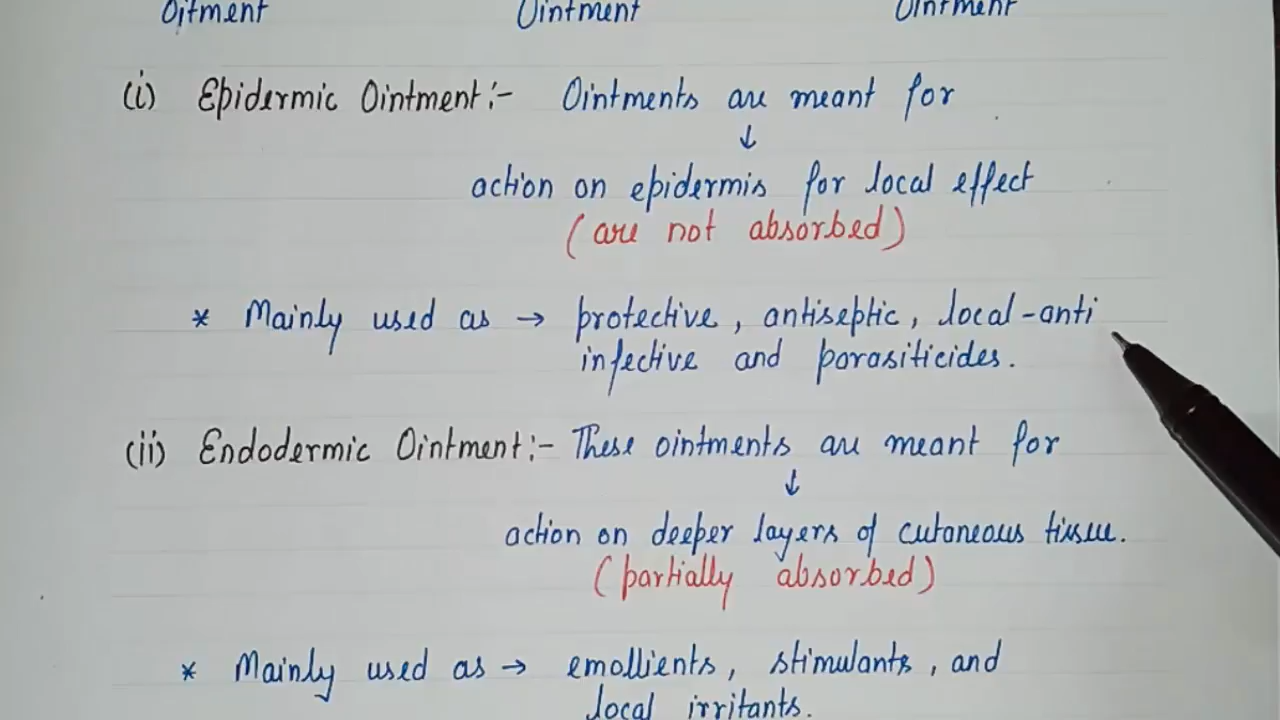 Oitment Ointment Ointment
(i) Epidermic Ointment:- Ointments are meant for
↓
action on epidermis for local effect
(are not absorbed)
* Mainly used as → protective, antiseptic, local-anti
infective and parasiticides.
(ii) Endodermic Ointment:- These ointments are meant for
↓
action on deeper layers of cutaneous tissue.
(partially absorbed)
* Mainly used as → emollients, stimulants, and
local irritants.